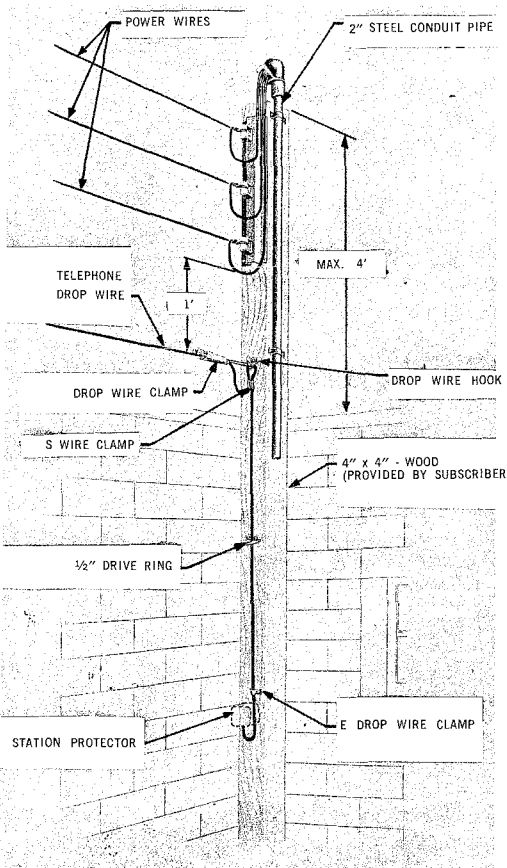 POWER WIRES
2" STEEL CONDUIT PIPE
MAX. 4'
TELEPHONE
DROP WIRE
1'
DROP WIRE CLAMP
DROP WIRE HOOK
S WIRE CLAMP
4" x 4" - WOOD
(PROVIDED BY SUBSCRIBER
½" DRIVE RING
STATION PROTECTOR
E DROP WIRE CLAMP